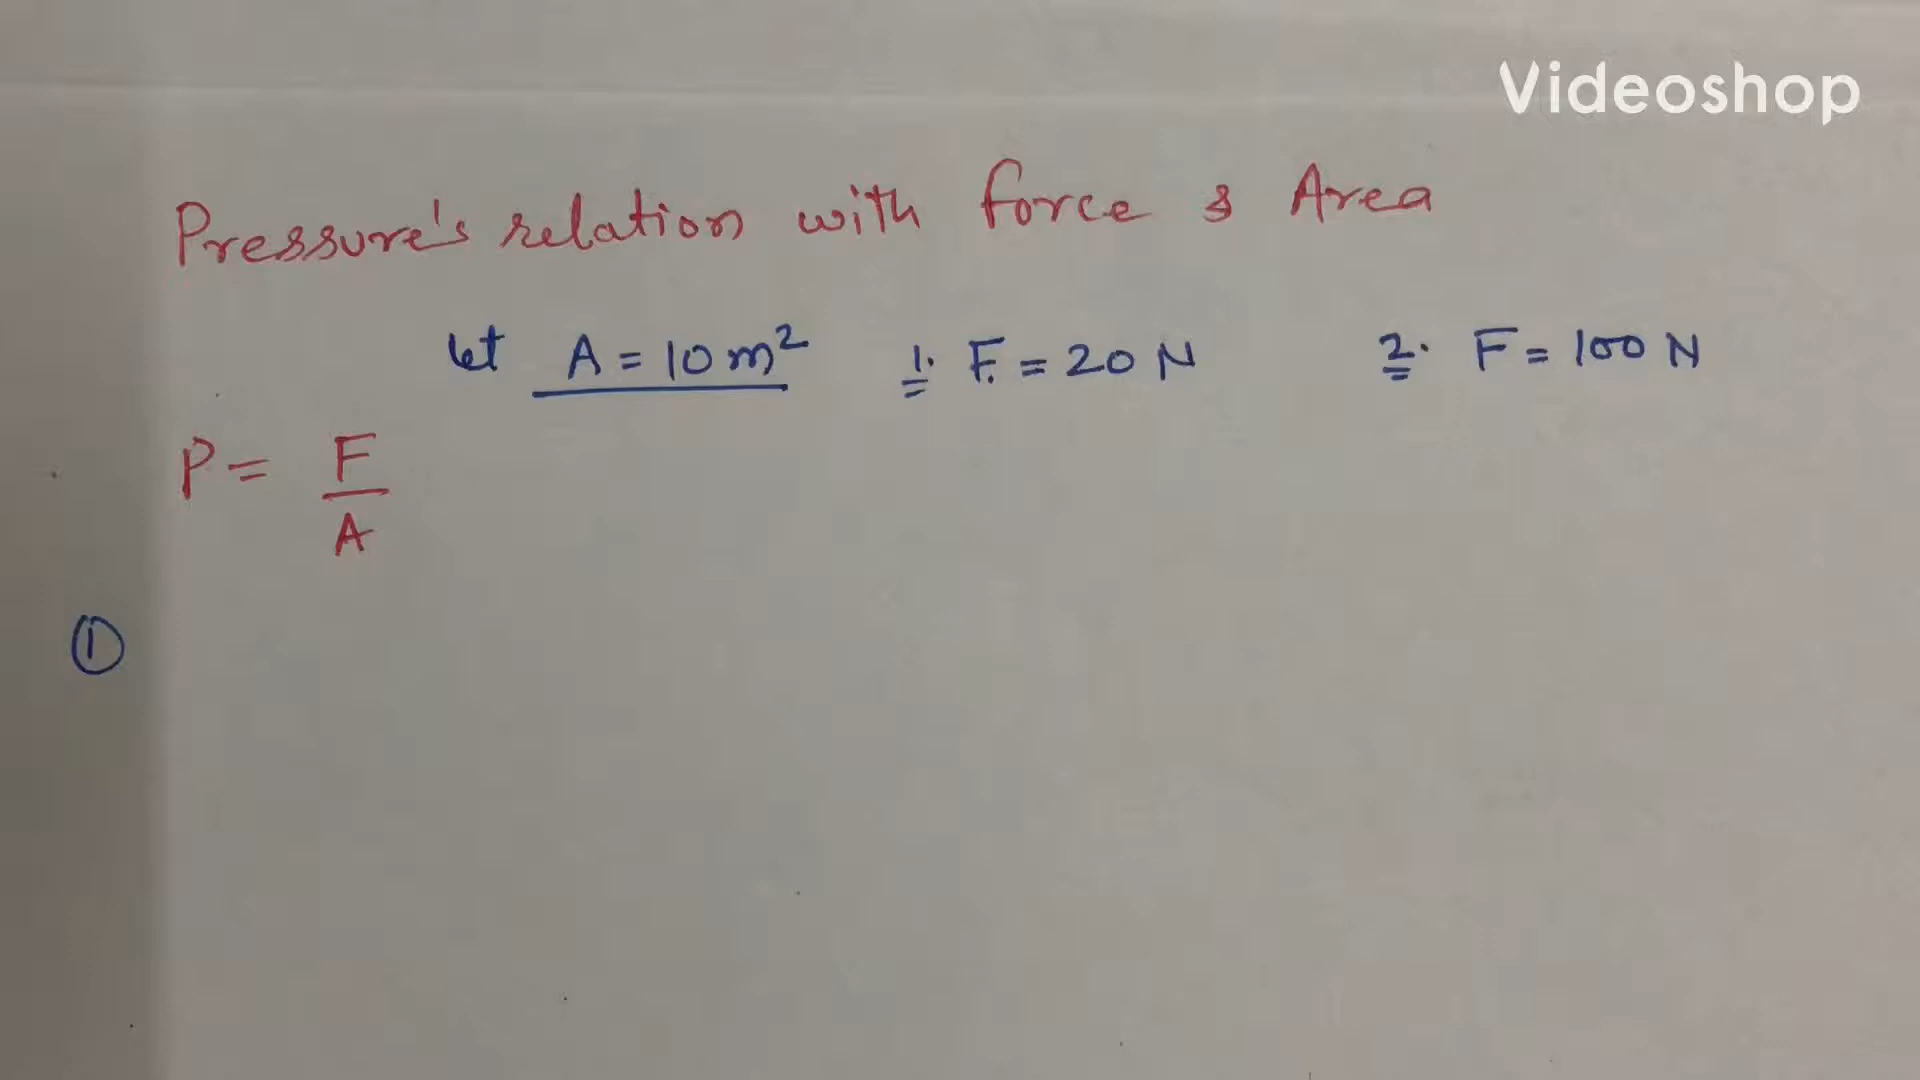 Videoshop
Pressure's relation with force & Area
let A = 10 m² 1. F = 20 N 2. F = 100 N
P = F/A
①